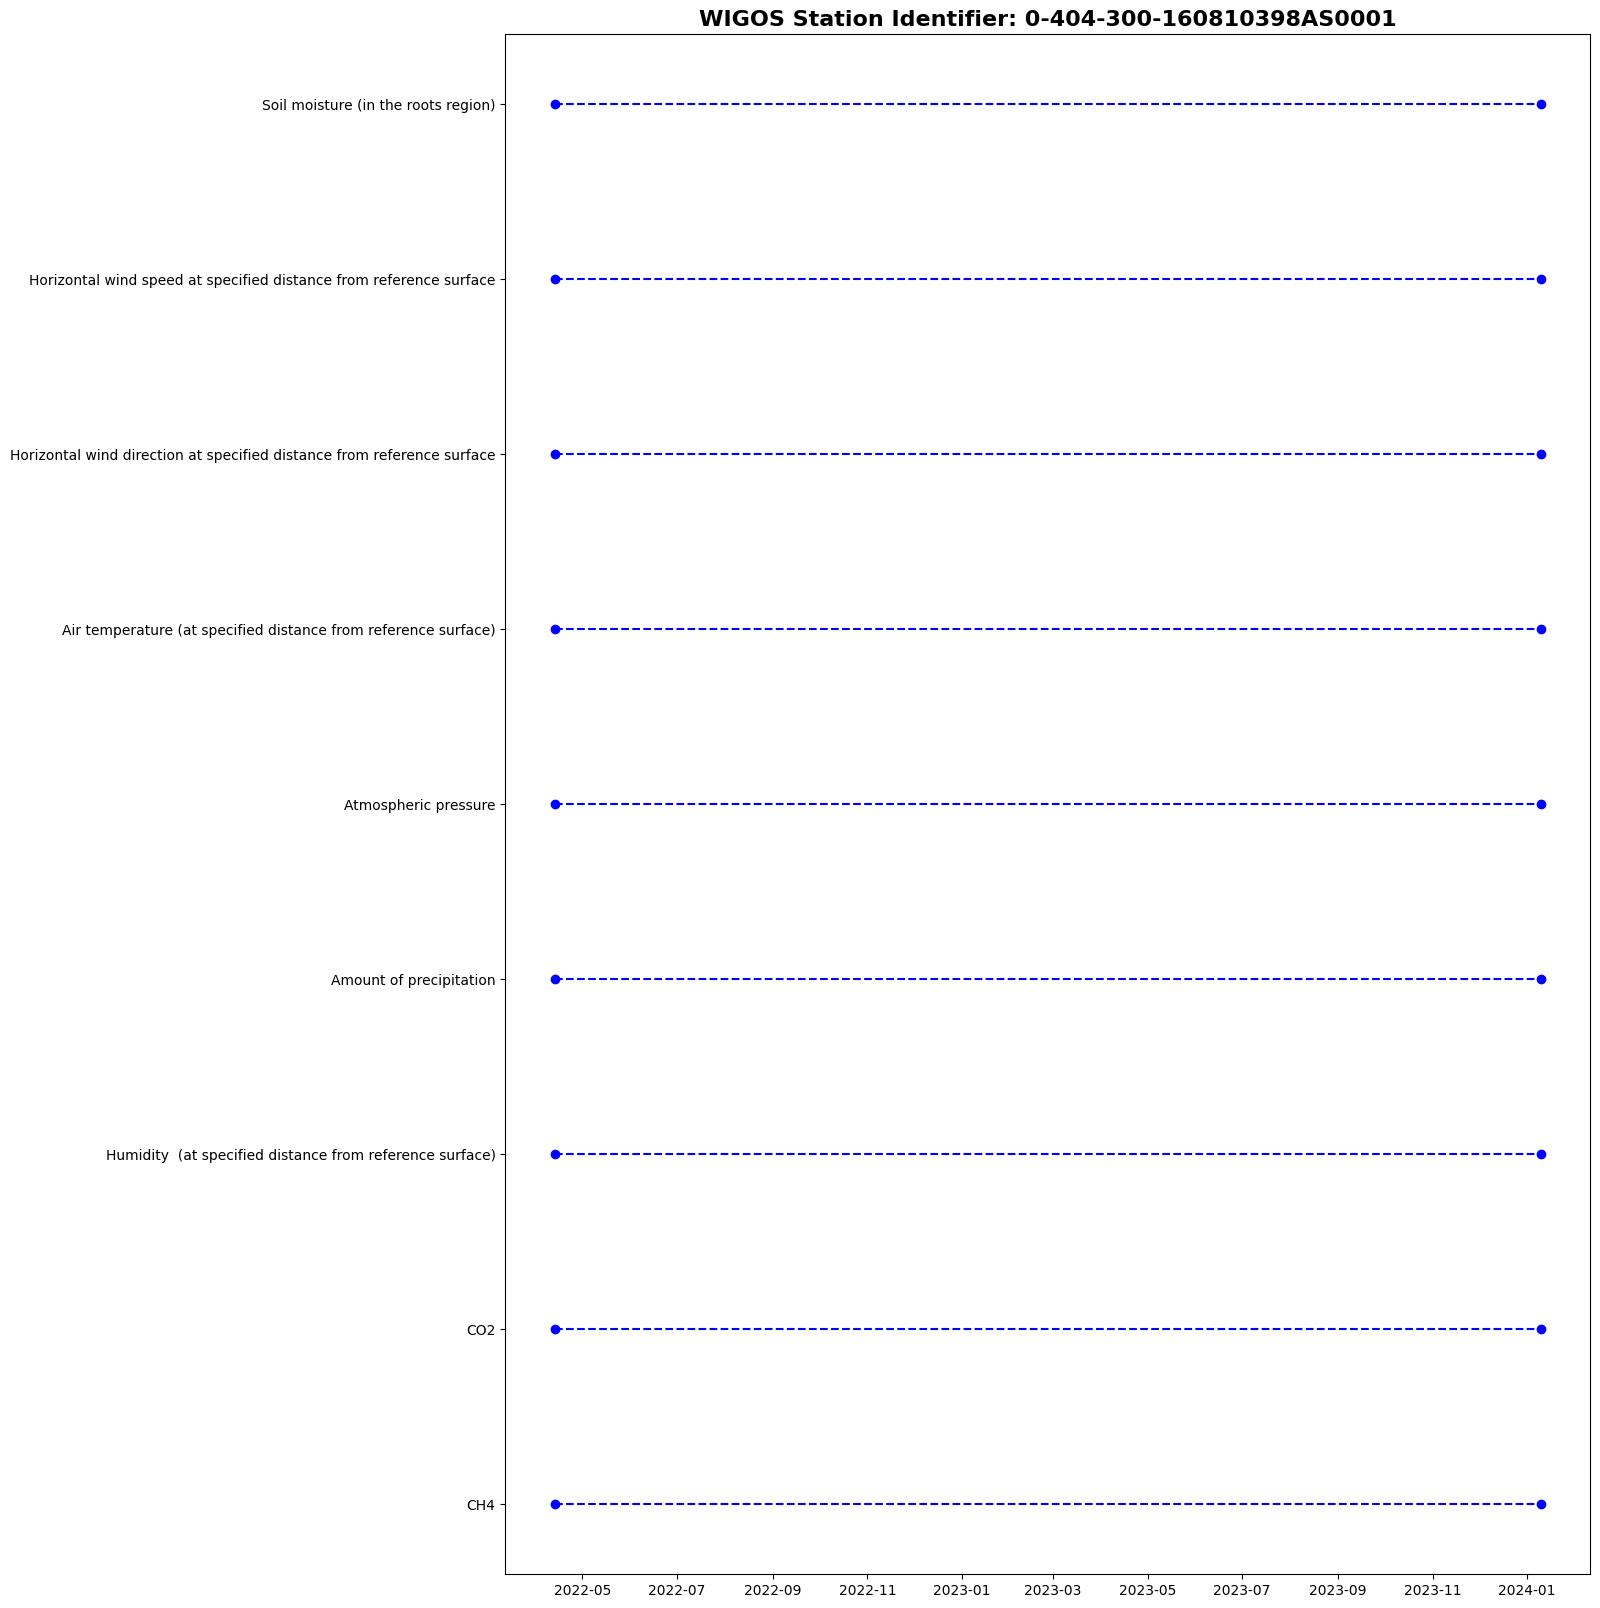 WIGOS Station Identifier: 0-404-300-160810398AS0001
Soil moisture (in the roots region)
Horizontal wind speed at specified distance from reference surface
Horizontal wind direction at specified distance from reference surface
Air temperature (at specified distance from reference surface)
Atmospheric pressure
Amount of precipitation
Humidity  (at specified distance from reference surface)
CO2
CH4
2022-05 2022-07 2022-09 2022-11 2023-01 2023-03 2023-05 2023-07 2023-09 2023-11 2024-01